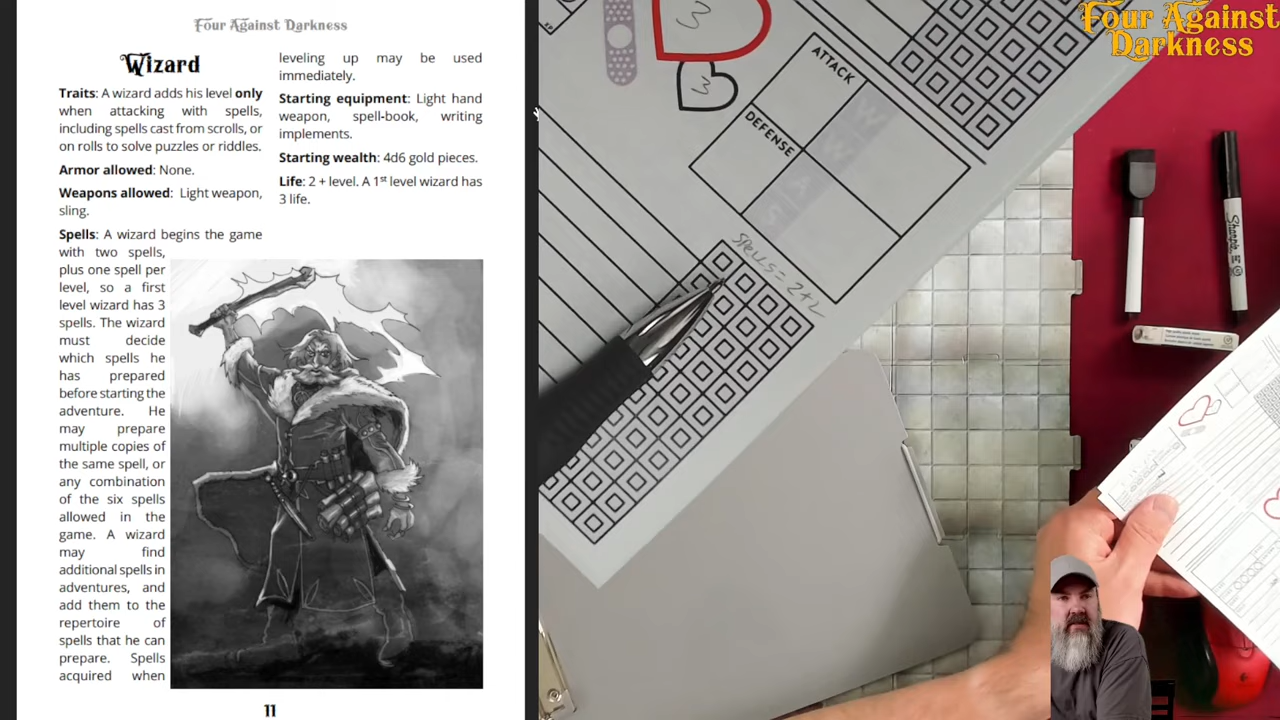 Four Against Darkness
Wizard
Traits: A wizard adds his level only
when attacking with spells,
including spells cast from scrolls, or
on rolls to solve puzzles or riddles.
Armor allowed: None.
Weapons allowed: Light weapon,
sling.
Spells: A wizard begins the game
with two spells,
plus one spell per
level, so a first
level wizard has 3
spells. The wizard
must decide
which spells he
has prepared
before starting the
adventure. He
may prepare
multiple copies of
the same spell, or
any combination
of the six spells
allowed in the
game. A wizard
may find
additional spells in
adventures, and
add them to the
repertoire of
spells that he can
prepare. Spells
acquired when
leveling up may be used
immediately.
Starting equipment: Light hand
weapon, spell-book, writing
implements.
Starting wealth: 4d6 gold pieces.
Life: 2 + level. A 1st level wizard has
3 life.
11
ATTACK
DEFENSE
W
W
A
S
3
3
Spells = 2+L
Four Against
Darkness
Sharpie